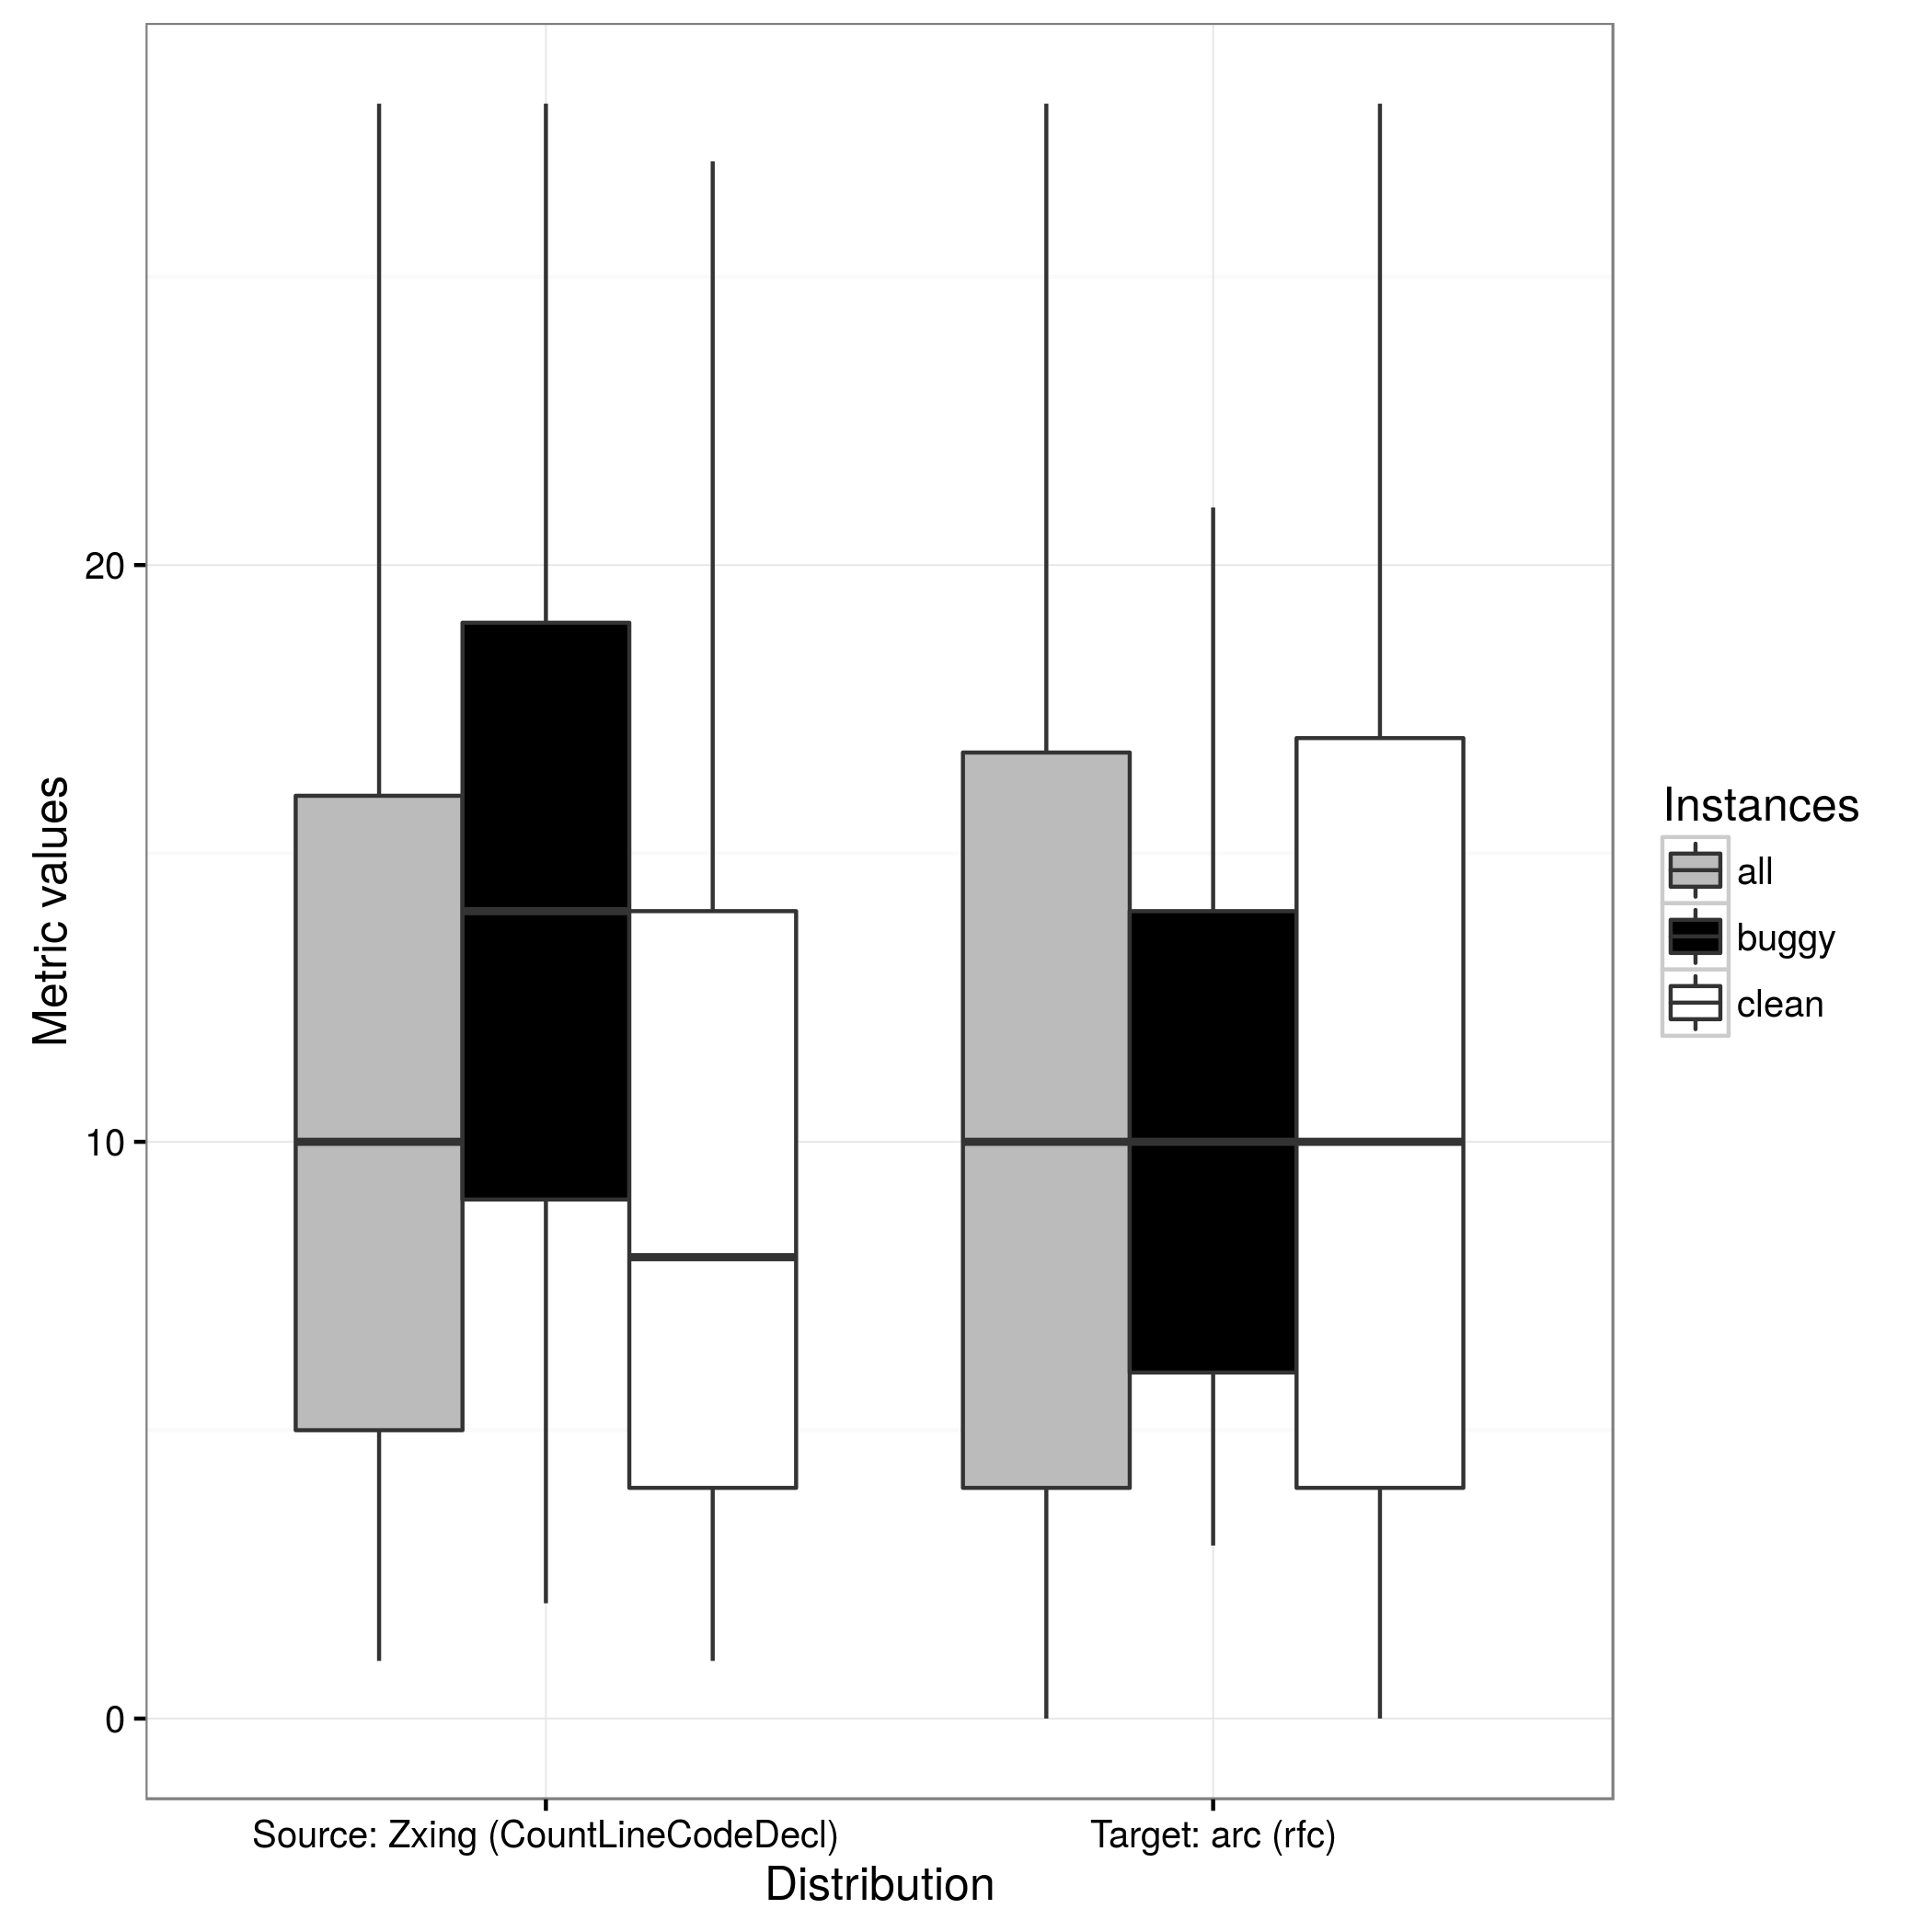 Metric values
20
10
0
Source: Zxing (CountLineCodeDecl)
Target: arc (rfc)
Distribution
Instances
all
buggy
clean